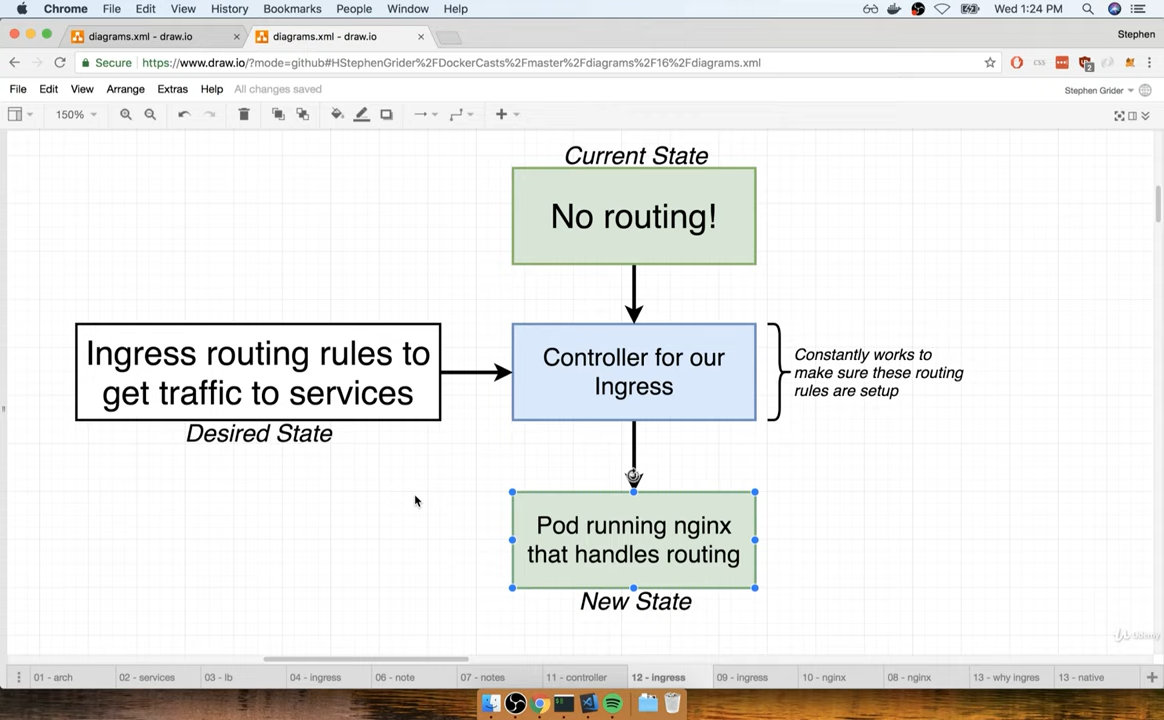 Chrome File Edit View History Bookmarks People Window Help Wed 1:24 PM
diagrams.xml - draw.io diagrams.xml - draw.io Stephen
Secure https://www.draw.io/?mode=github#HStephenGrider%2FDockerCasts%2Fmaster%2Fdiagrams%2F16%2Fdiagrams.xml
File Edit View Arrange Extras Help All changes saved Stephen Grider
150%
Current State
No routing!
Ingress routing rules to
get traffic to services
Desired State
Controller for our
Ingress
Constantly works to
make sure these routing
rules are setup
Pod running nginx
that handles routing
New State
Udemy
01 - arch 02 - services 03 - lb 04 - ingress 06 - note 07 - notes 11 - controller 12 - ingress 09 - ingress 10 - nginx 08 - nginx 13 - why ingres 13 - native